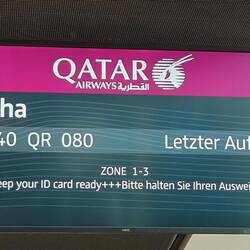 QATAR
AIRWAYS القطرية
ha
40 QR 080 Letzter Auf
ZONE 1-3
eep your ID card ready+++Bitte halten Sie Ihren Auswei